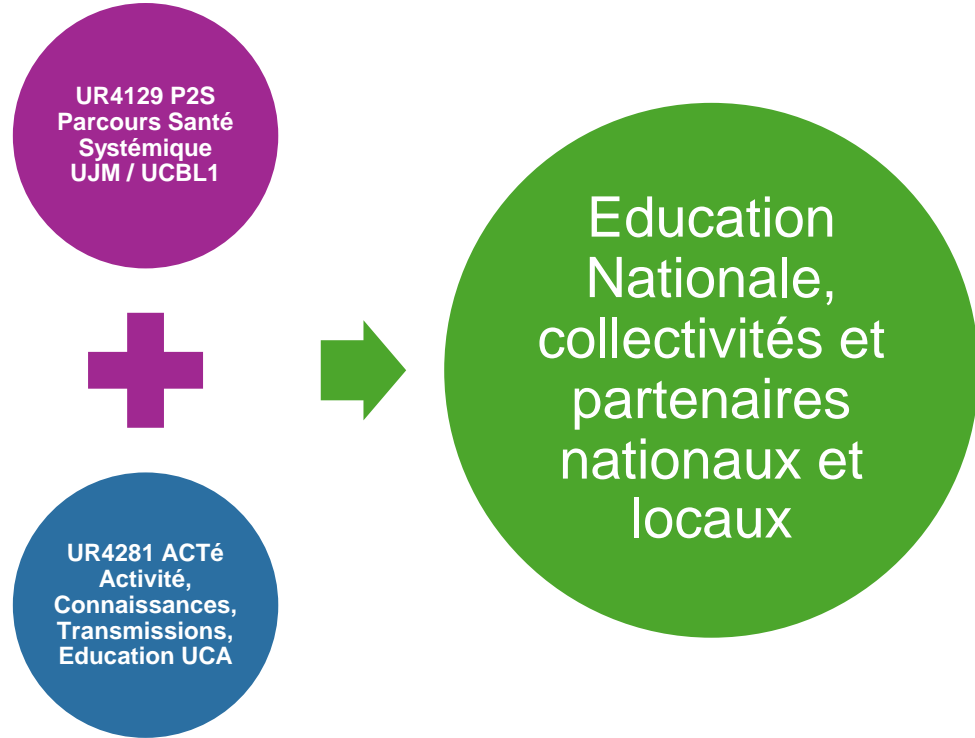 UR4129 P2S
Parcours Santé
Systémique
UJM / UCBL1
UR4281 ACTé
Activité,
Connaissances,
Transmissions,
Education UCA
Education
Nationale,
collectivités et
partenaires
nationaux et
locaux